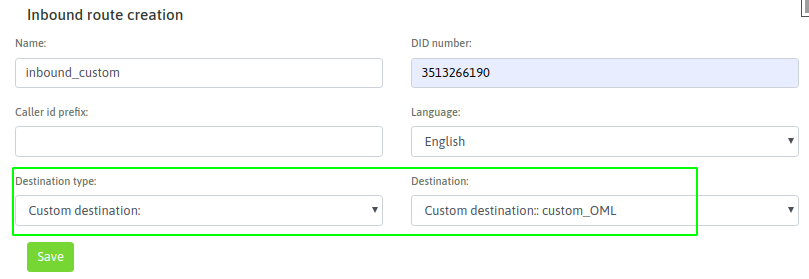 Inbound route creation
Name: DID number:
inbound_custom 3513266190
Caller id prefix: Language:
English
Destination type: Destination:
Custom destination: Custom destination:: custom_OML
Save